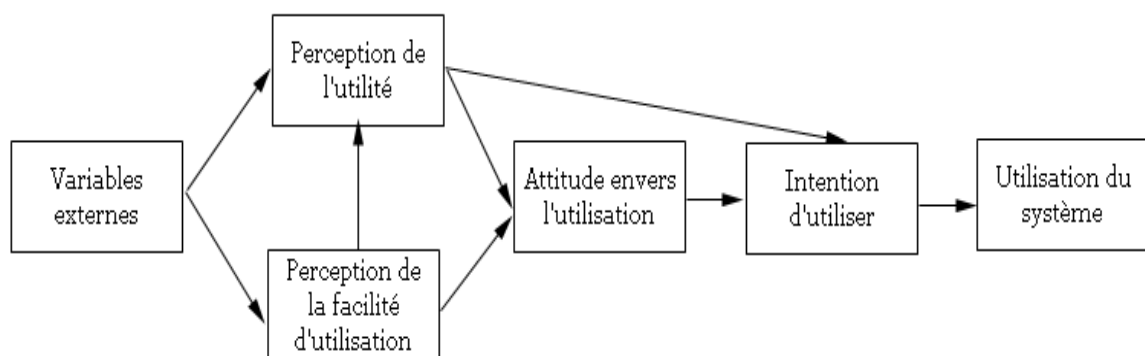 Perception de
l'utilité
Variables
externes
Perception de
la facilité
d'utilisation
Attitude envers
l'utilisation
Intention
d'utiliser
Utilisation du
système